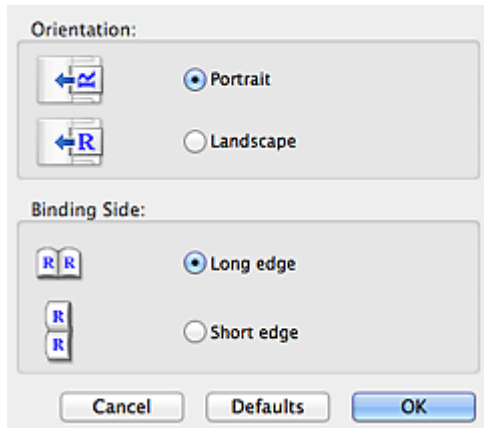 Orientation:
R
Portrait
R
Landscape
Binding Side:
R R
Long edge
R
R
Short edge
Cancel Defaults OK